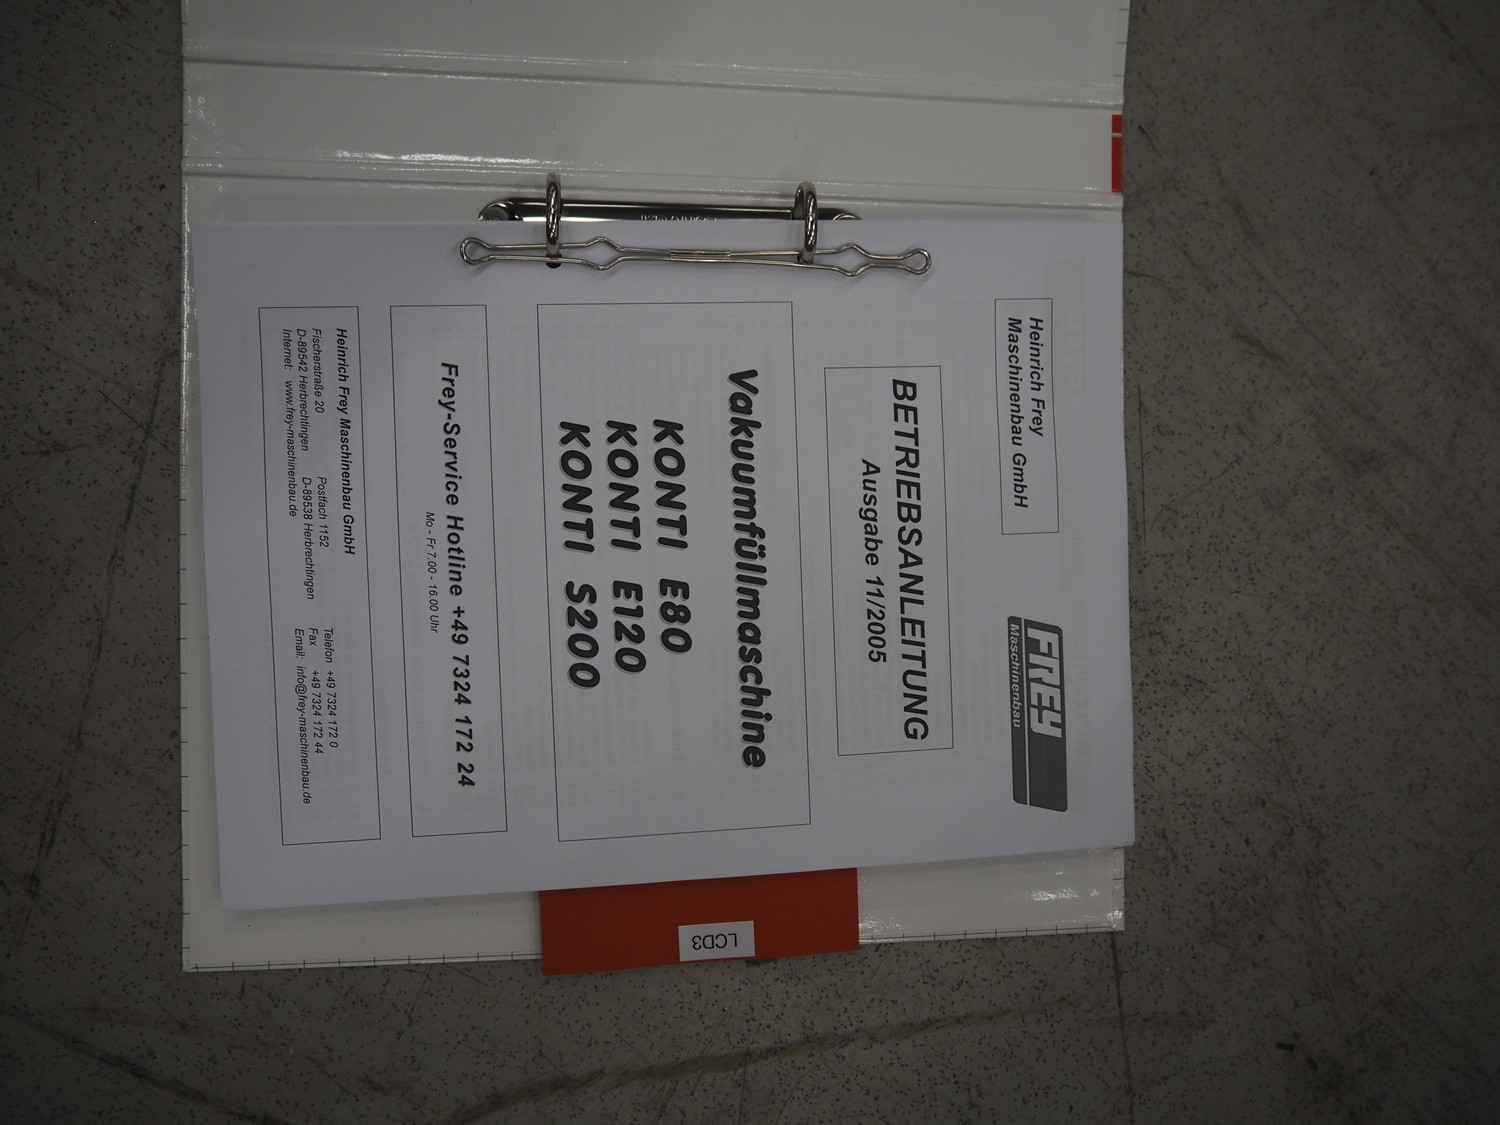 Heinrich Frey
Maschinenbau GmbH
FREY
Maschinenbau
BETRIEBSANLEITUNG
Ausgabe 11/2005
Vakuumfüllmaschine
KONTI E80
KONTI E120
KONTI S200
Frey-Service Hotline +49 7324 172 24
Mo - Fr 7.00 - 16.00 Uhr
Heinrich Frey Maschinenbau GmbH
Fischerstraße 20 Postfach 1152 Telefon +49 7324 172 0
D-89542 Herbrechtingen D-89538 Herbrechtingen Fax +49 7324 172 44
Internet: www.frey-maschinenbau.de Email: info@frey-maschinenbau.de
LCD3